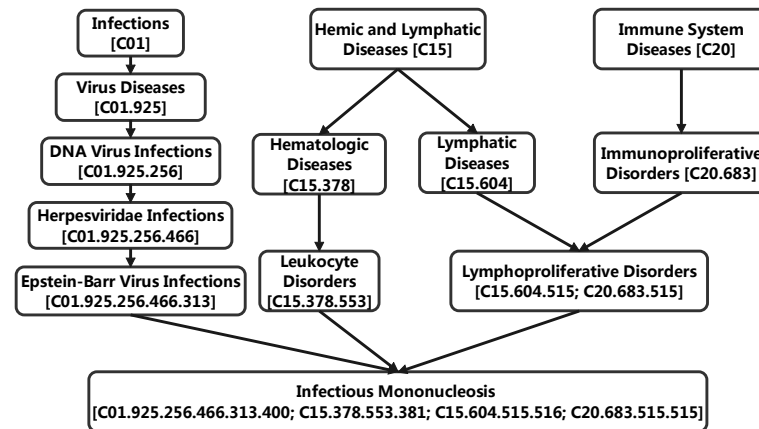 Infections
[C01]
Hemic and Lymphatic
Diseases [C15]
Immune System
Diseases [C20]
Virus Diseases
[C01.925]
DNA Virus Infections
[C01.925.256]
Hematologic
Diseases
[C15.378]
Lymphatic
Diseases
[C15.604]
Immunoproliferative
Disorders [C20.683]
Herpesviridae Infections
[C01.925.256.466]
Epstein-Barr Virus Infections
[C01.925.256.466.313]
Leukocyte
Disorders
[C15.378.553]
Lymphoproliferative Disorders
[C15.604.515; C20.683.515]
Infectious Mononucleosis
[C01.925.256.466.313.400; C15.378.553.381; C15.604.515.516; C20.683.515.515]